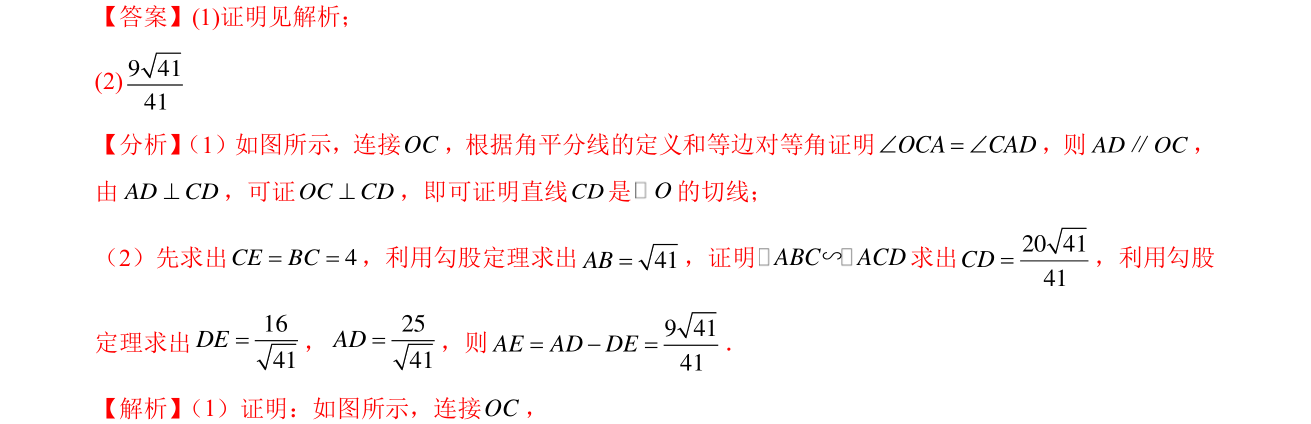 【答案】(1)证明见解析；
(2) 9√41/41
【分析】（1）如图所示，连接OC，根据角平分线的定义和等边对等角证明∠OCA=∠CAD，则AD∥OC，
由AD⊥CD，可证OC⊥CD，即可证明直线CD是□O的切线；
（2）先求出CE=BC=4，利用勾股定理求出AB=√41，证明□ABC∽□ACD求出CD=20√41/41，利用勾股
定理求出DE=16/√41，AD=25/√41，则AE=AD−DE=9√41/41．
【解析】（1）证明：如图所示，连接OC，